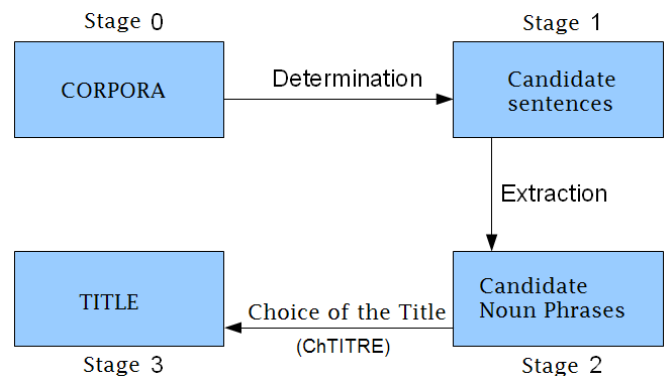 Stage 0
Stage 1
CORPORA
Determination
Candidate
sentences
Extraction
TITLE
Choice of the Title
(ChTITRE)
Candidate
Noun Phrases
Stage 3
Stage 2